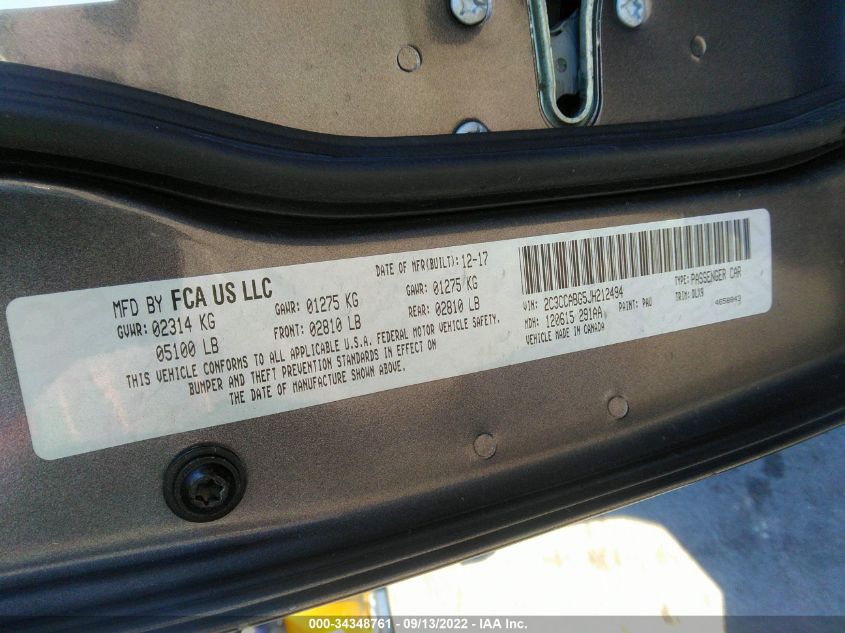 MFD BY FCA US LLC
DATE OF MFR(BUILT): 12-17
GVWR: 02314 KG
GAWR: 01275 KG
GAWR: 01275 KG
05100 LB
FRONT: 02810 LB
REAR: 02810 LB
THIS VEHICLE CONFORMS TO ALL APPLICABLE U.S.A. FEDERAL MOTOR VEHICLE SAFETY,
BUMPER AND THEFT PREVENTION STANDARDS IN EFFECT ON
THE DATE OF MANUFACTURE SHOWN ABOVE.
VIN: 2C3CCABG5JH212494
TYPE: PASSENGER CAR
MDH: 120615 291AA
PAINT: PAU
TRIM: DLX9
VEHICLE MADE IN CANADA
4658843
000-34348761 - 09/13/2022 - IAA Inc.